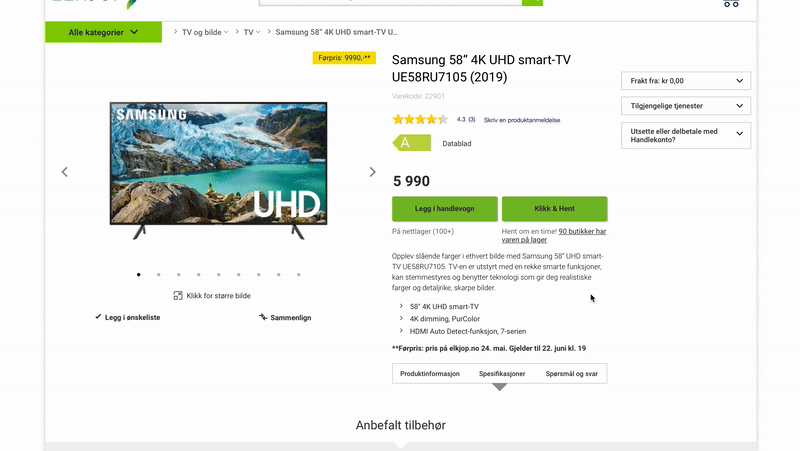 Alle kategorier
TV og bilde
TV
Samsung 58" 4K UHD smart-TV U...
Førpris: 9990,-**
SAMSUNG
UHD
Klikk for større bilde
Legg i ønskeliste
Sammenlign
Samsung 58" 4K UHD smart-TV
UE58RU7105 (2019)
Varekode: 22901
4.3 (3) Skriv en produktanmeldelse
A
Datablad
5 990
Legg i handlevogn
Klikk & Hent
På nettlager (100+)
Hent om en time! 90 butikker har
varen på lager
Opplev slående farger i ethvert bilde med Samsung 58" UHD smart-
TV UE58RU7105. TV-en er utstyrt med en rekke smarte funksjoner,
kan stemmestyres og benytter teknologi som gir deg realistiske
farger og detaljrike, skarpe bilder.
58" 4K UHD smart-TV
4K dimming, PurColor
HDMI Auto Detect-funksjon, 7-serien
**Førpris: pris på elkjop.no 24. mai. Gjelder til 22. juni kl. 19
Produktinformasjon
Spesifikasjoner
Spørsmål og svar
Frakt fra: kr 0,00
Tilgjengelige tjenester
Utsette eller delbetale med
Handlekonto?
Anbefalt tilbehør